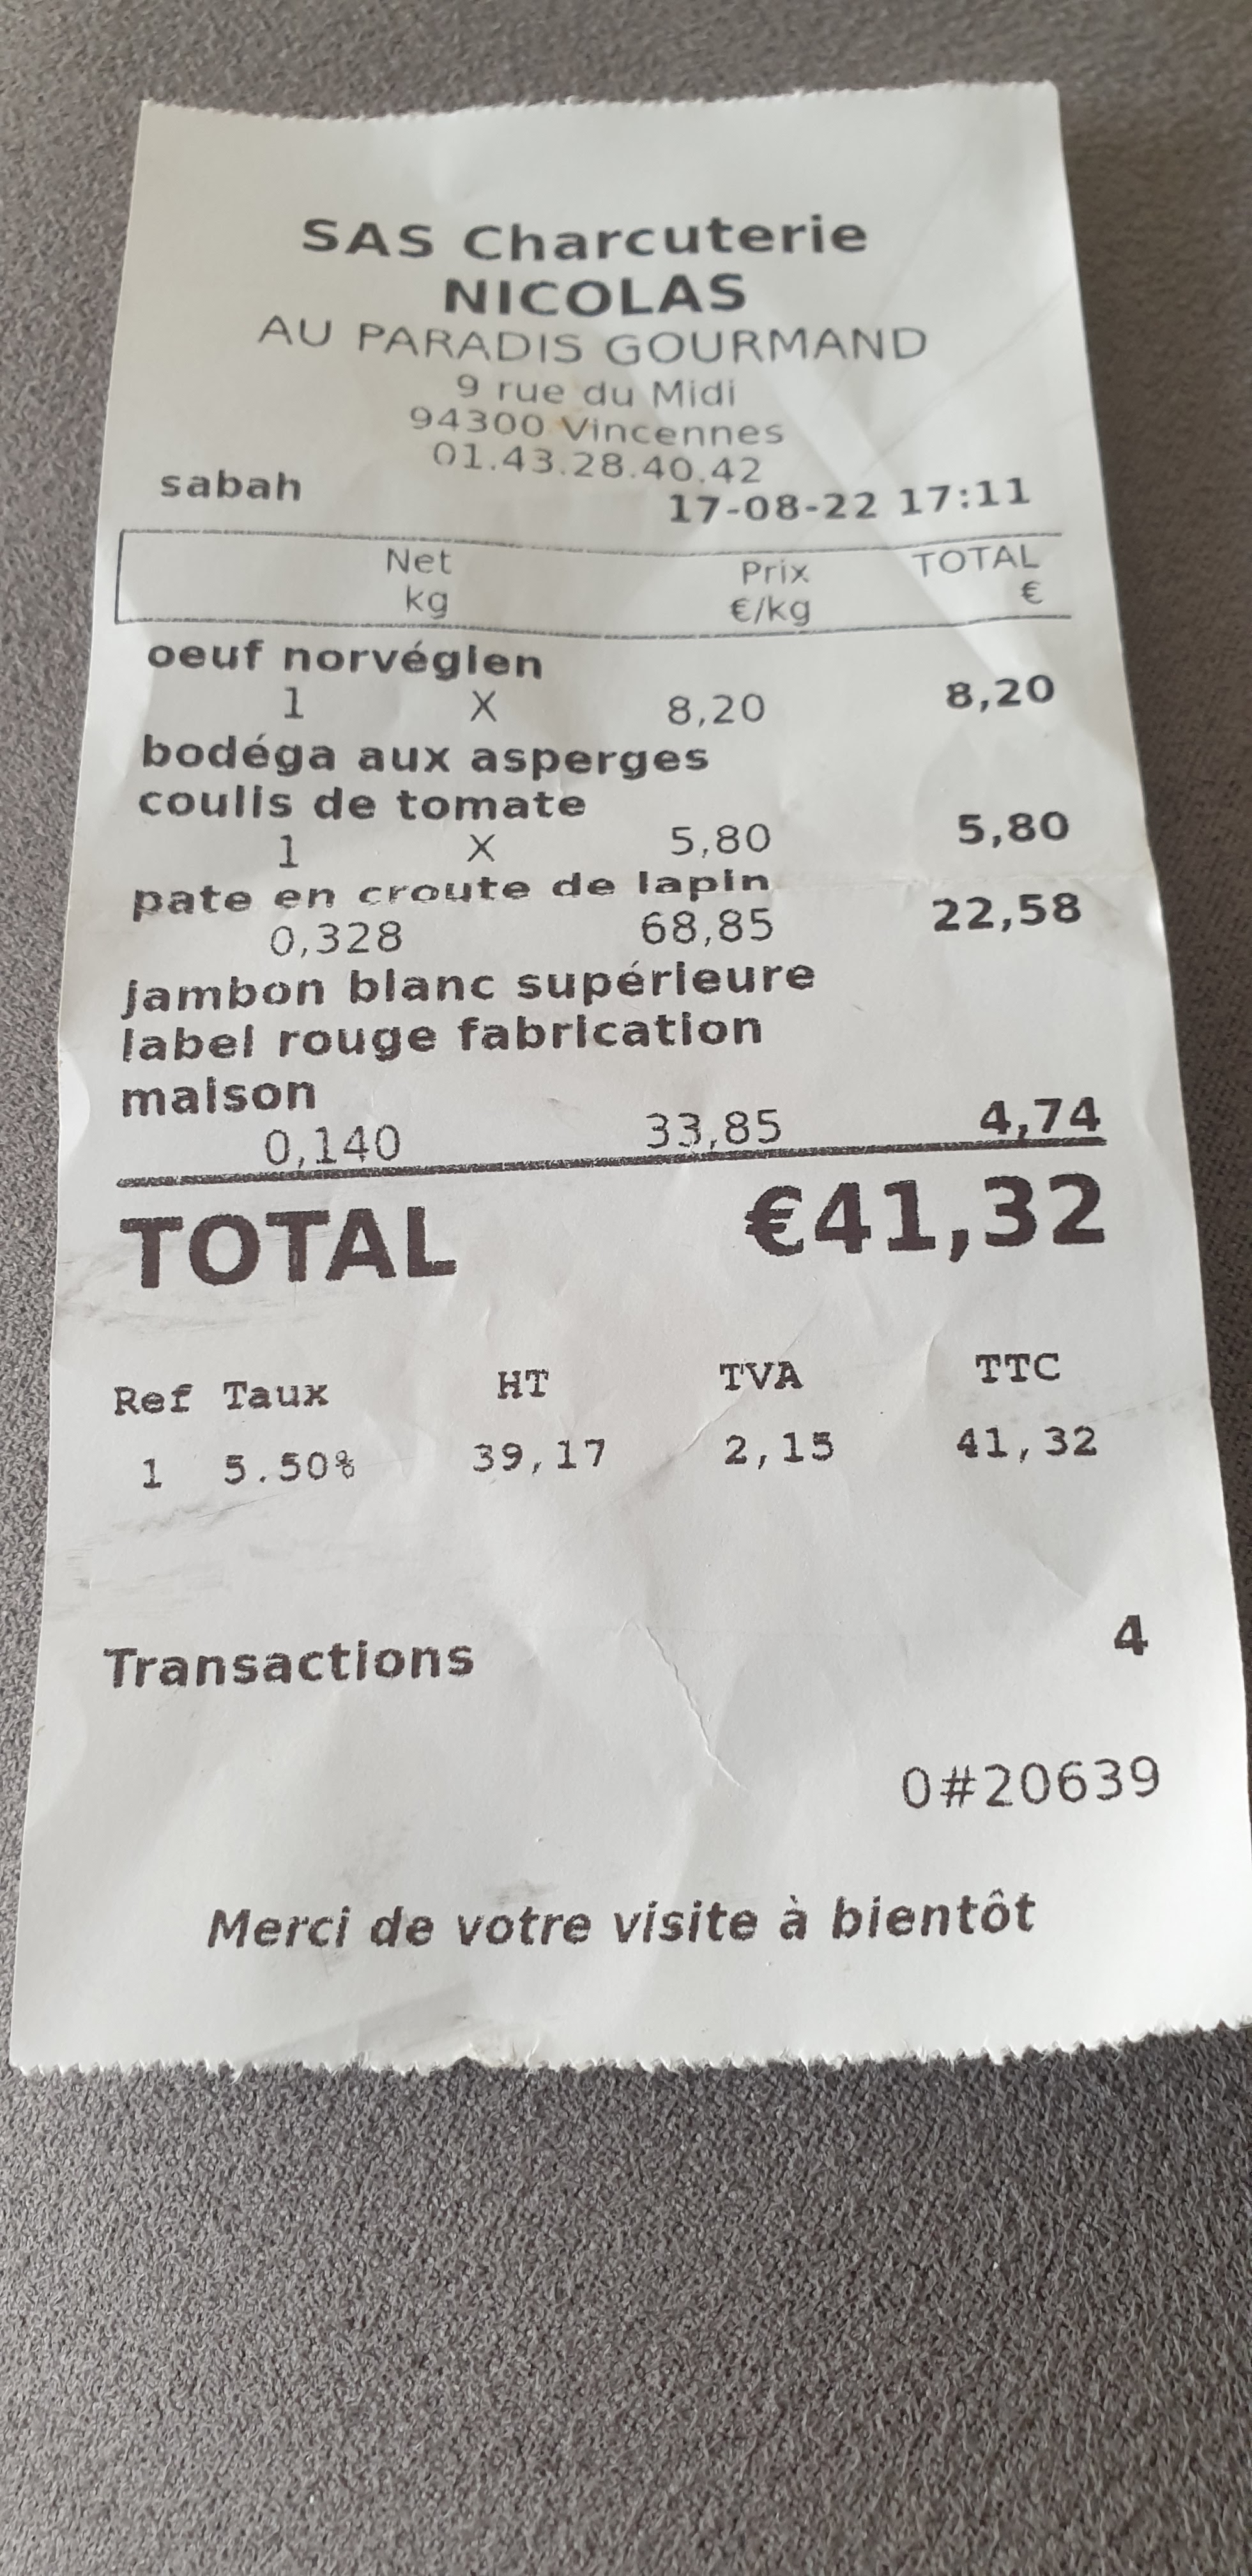 SAS Charcuterie
NICOLAS
AU PARADIS GOURMAND
9 rue du Midi
94300 Vincennes
01.43.28.40.42
sabah 17-08-22 17:11
Net Prix TOTAL
kg €/kg €
oeuf norvégien
1 X 8,20 8,20
bodéga aux asperges
coulis de tomate
1 X 5,80 5,80
pate en croute de lapin
0,328 68,85 22,58
jambon blanc supérieure
label rouge fabrication
maison
0,140 33,85 4,74
TOTAL €41,32
Ref Taux HT TVA TTC
1 5.50% 39,17 2,15 41,32
Transactions 4
0#20639
Merci de votre visite à bientôt